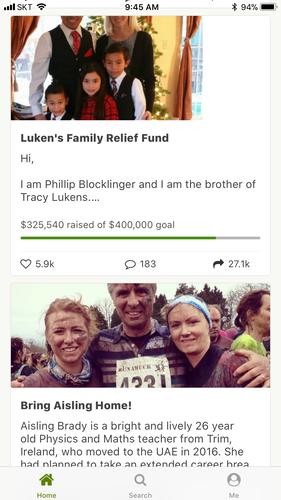 SKT 9:45 AM 94%
Luken's Family Relief Fund
Hi,
I am Phillip Blocklinger and I am the brother of
Tracy Lukens....
$325,540 raised of $400,000 goal
5.9k 183 27.1k
RUNAMUCK
433
Bring Aisling Home!
Aisling Brady is a bright and lively 26 year
old Physics and Maths teacher from Trim,
Ireland, who moved to the UAE in 2016. She
had planned to take an extended career brea
Home Search Me